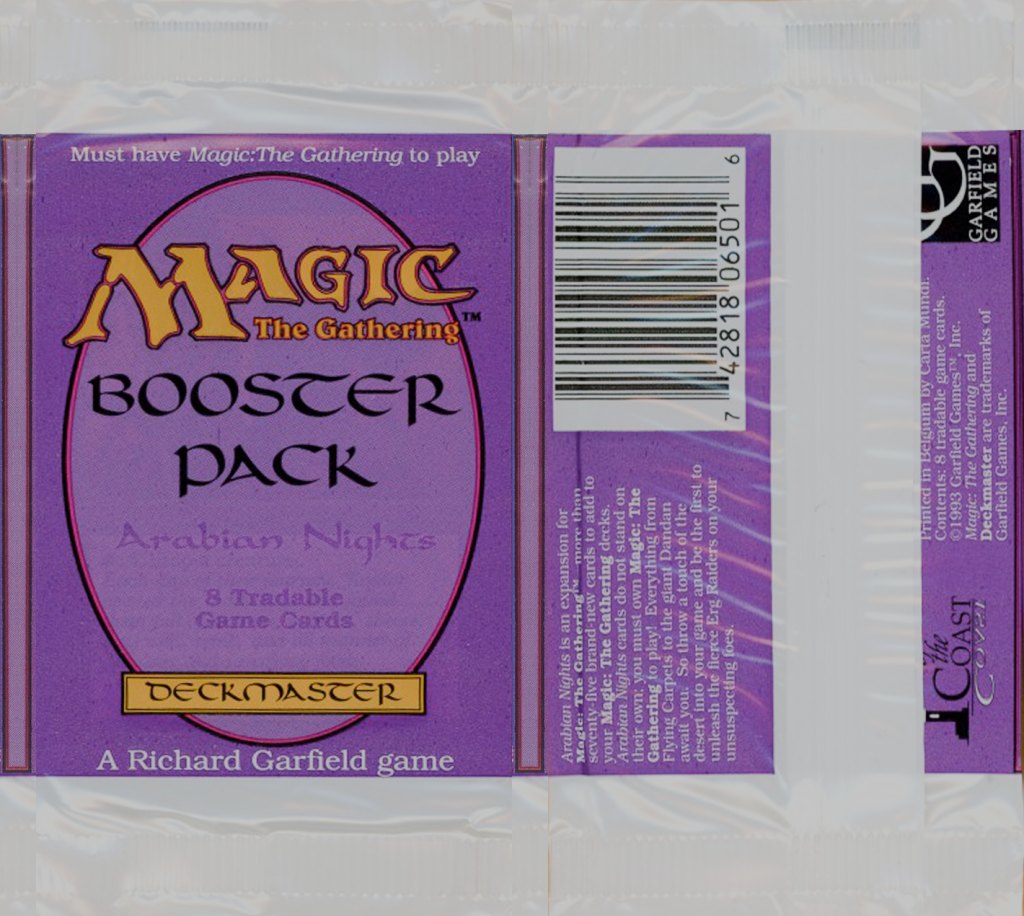 Must have Magic:The Gathering to play
MAGIC
The Gathering™
BOOSTER
PACK
Arabian Nights
8 Tradable
Game Cards
DECKMASTER
A Richard Garfield game
7 42818 06501 6
Arabian Nights is an expansion for
Magic: The Gathering™—more than
seventy-five brand-new cards to add to
your Magic: The Gathering decks.
Arabian Nights cards do not stand on
their own; you must own Magic: The
Gathering to play! Everything from
Flying Carpets to the giant Dandan
await you. So throw a touch of the
desert into your game and be the first to
unleash the fierce Erg Raiders on your
unsuspecting foes.
GARFIELD
GAMES
Printed in Belgium by Carta Mundi.
Contents: 8 tradable game cards.
©1993 Garfield Games™, Inc.
Magic: The Gathering and
Deckmaster are trademarks of
Garfield Games, Inc.
the
COAST